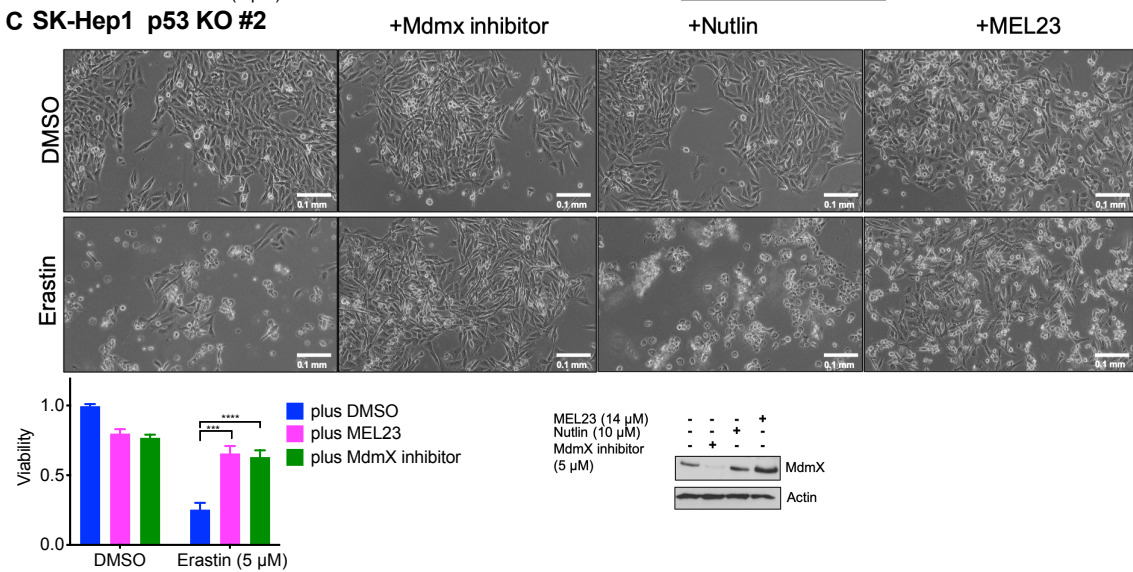 C SK-Hep1 p53 KO #2
+Mdmx inhibitor
+Nutlin
+MEL23
DMSO
0.1 mm
0.1 mm
0.1 mm
0.1 mm
Erastin
0.1 mm
0.1 mm
0.1 mm
0.1 mm
Viability
1.0
0.5
0.0
***
****
DMSO
Erastin (5 μM)
plus DMSO
plus MEL23
plus MdmX inhibitor
MEL23 (14 μM) - - - +
Nutlin (10 μM) - - + -
MdmX inhibitor - + - -
(5 μM)
MdmX
Actin